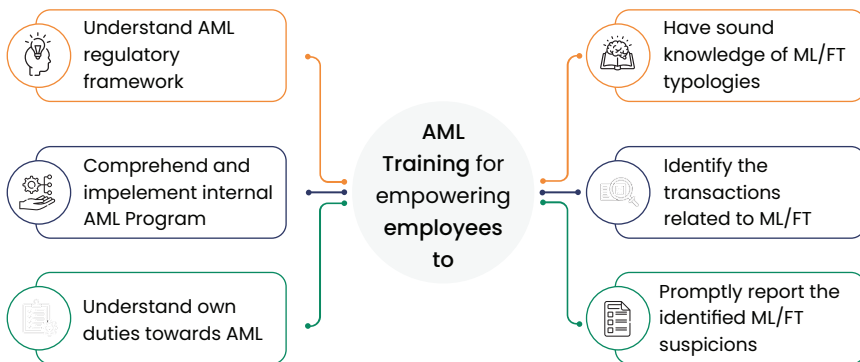 Understand AML
regulatory
framework
Comprehend and
impelement internal
AML Program
Understand own
duties towards AML
AML
Training for
empowering
employees
to
Have sound
knowledge of ML/FT
typologies
Identify the
transactions
related to ML/FT
Promptly report the
identified ML/FT
suspicions